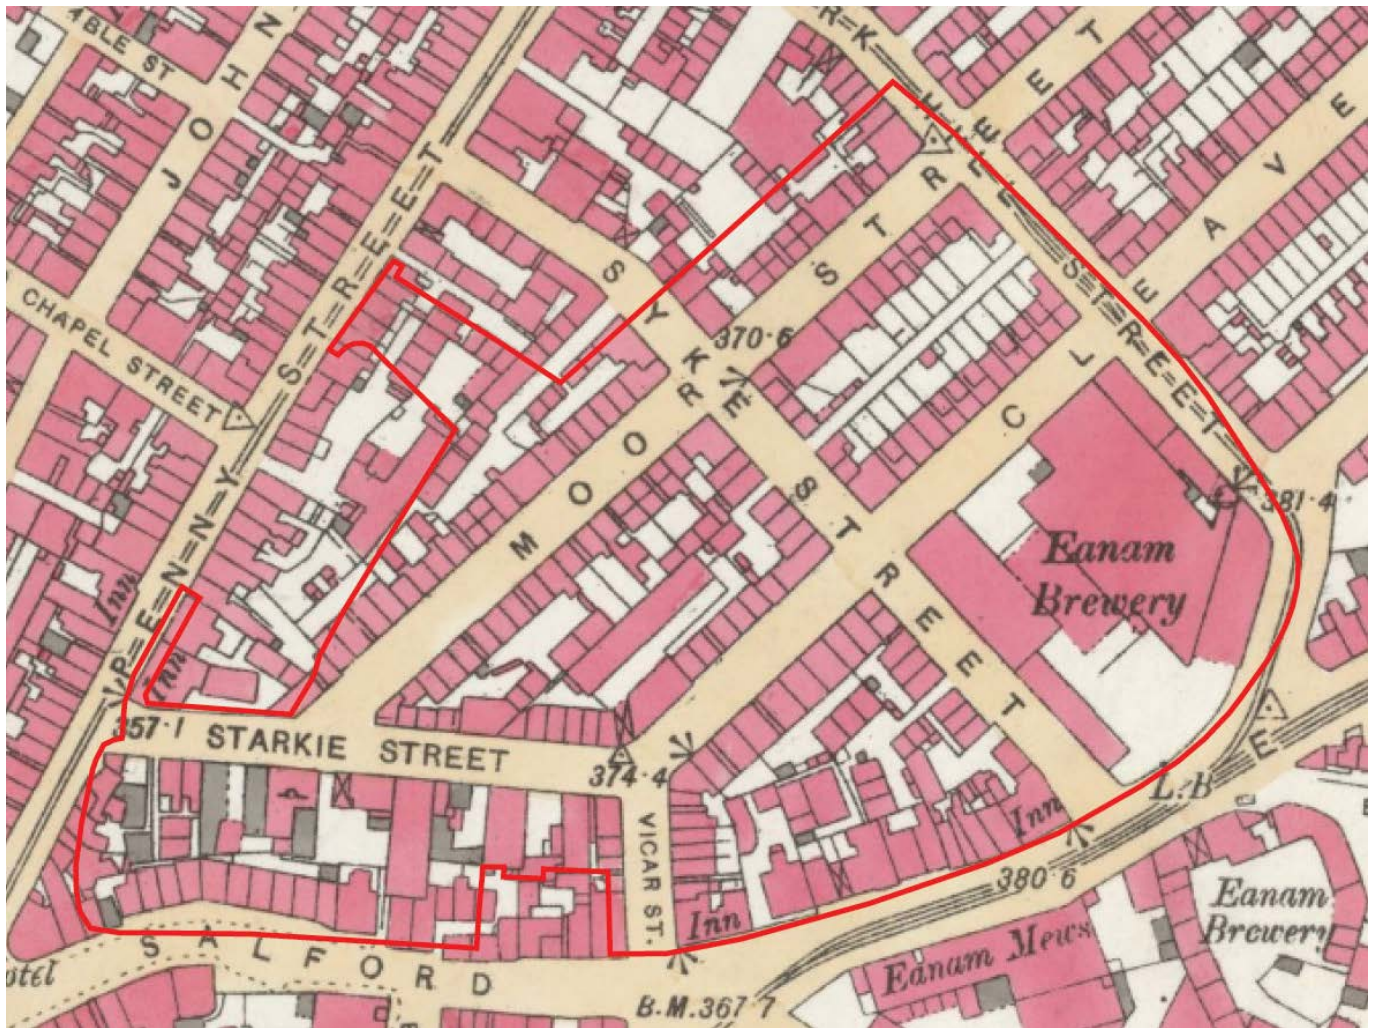 ABLE ST
JOHN
CHAPEL STREET
PENNY STREET
STREET
CLEAVE
370·6
SYKE STREET
MOOR STREET
381·4
Eanam
Brewery
Inn
Inn
357·1
STARKIE STREET
374·4
VICAR ST.
Inn
L.B
E
Inn
380·6
SALFORD
Eanam Mews
Eanam
Brewery
B.M.367·7